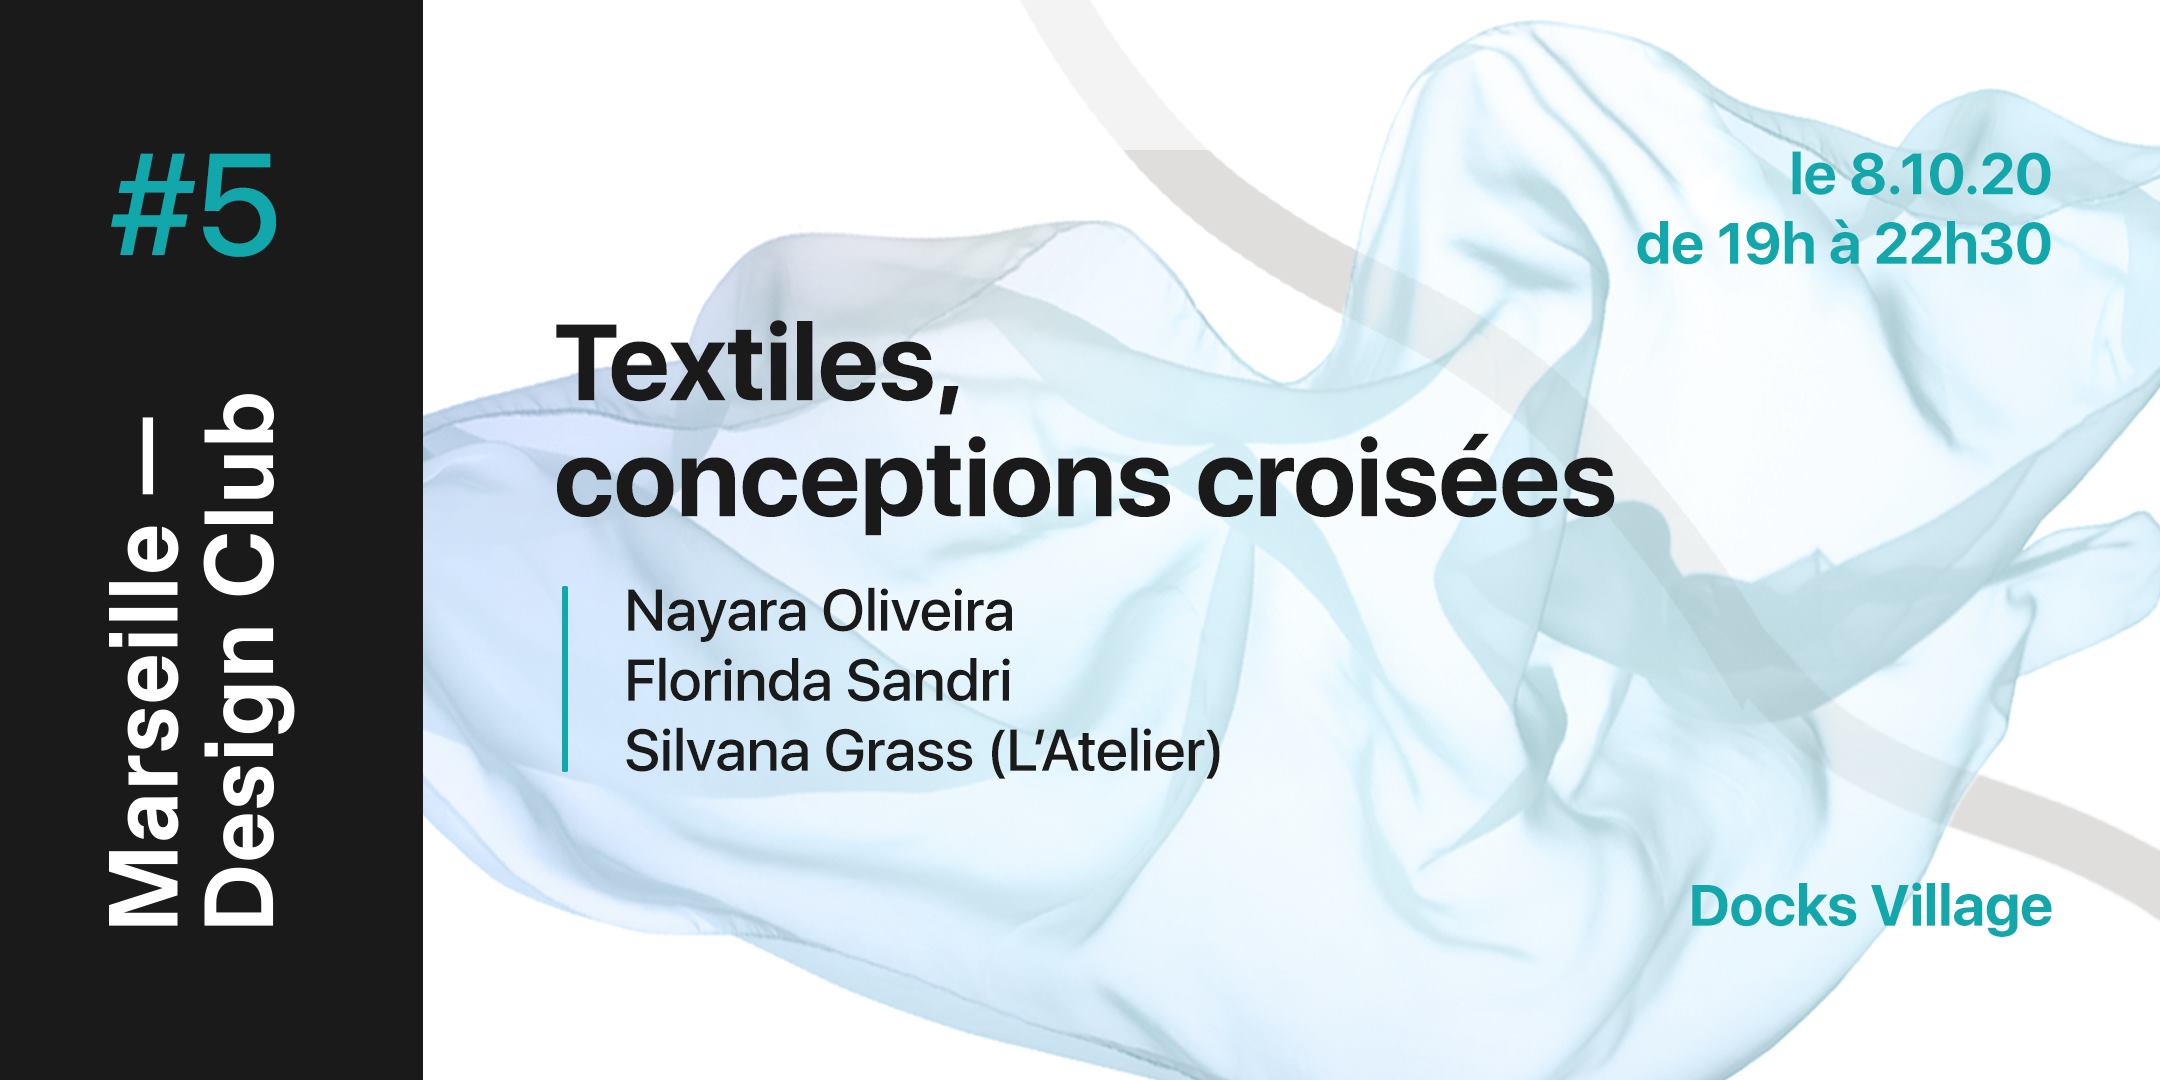 #5
Marseille —
Design Club
le 8.10.20
de 19h à 22h30
Textiles,
conceptions croisées
Nayara Oliveira
Florinda Sandri
Silvana Grass (L’Atelier)
Docks Village